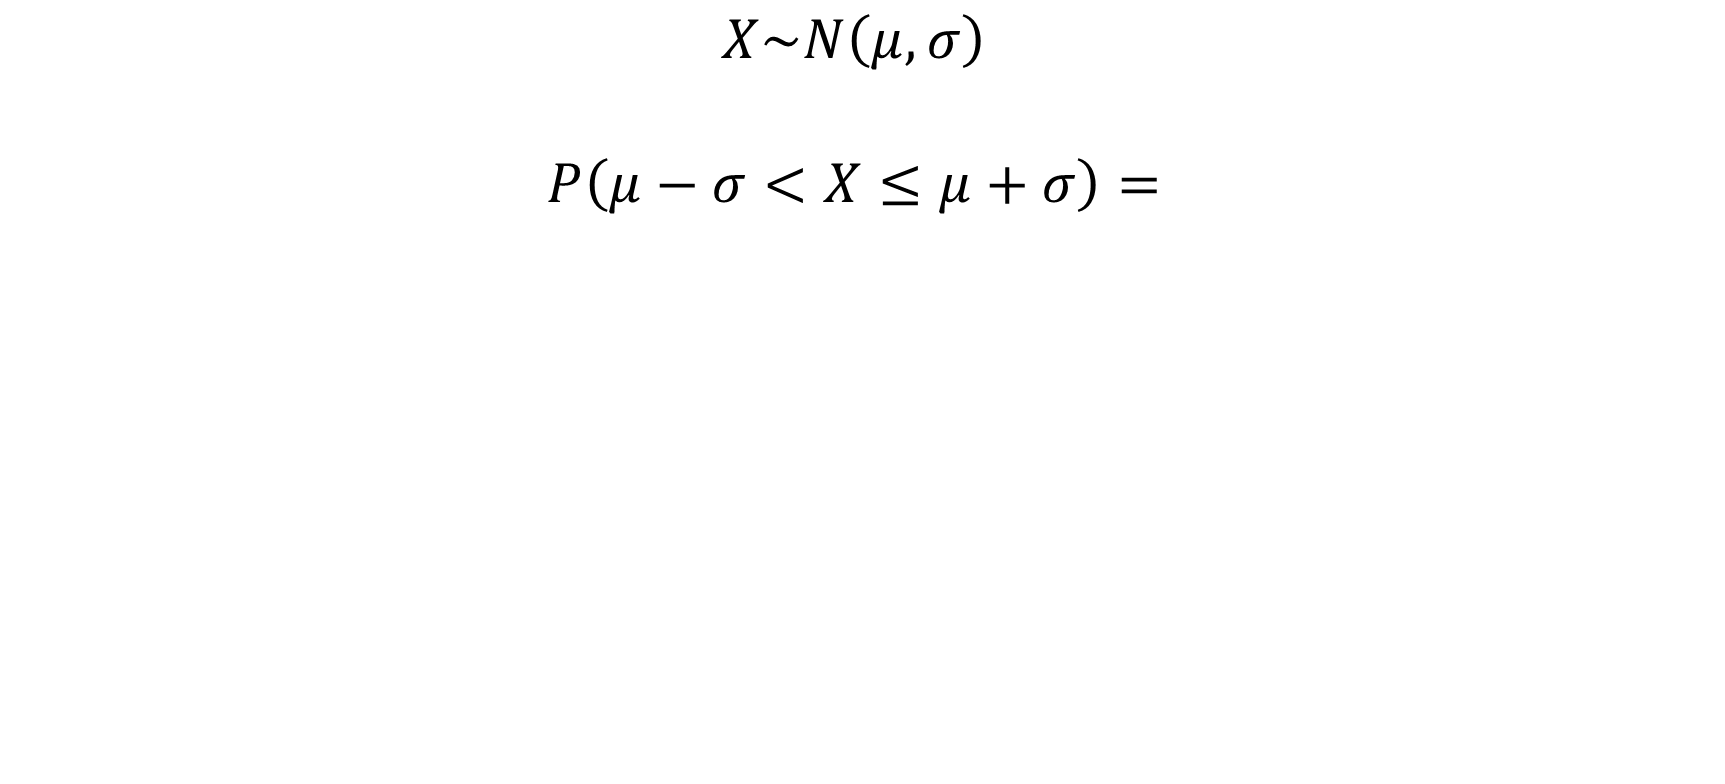 X~N(μ, σ)
P(μ − σ < X ≤ μ + σ) =